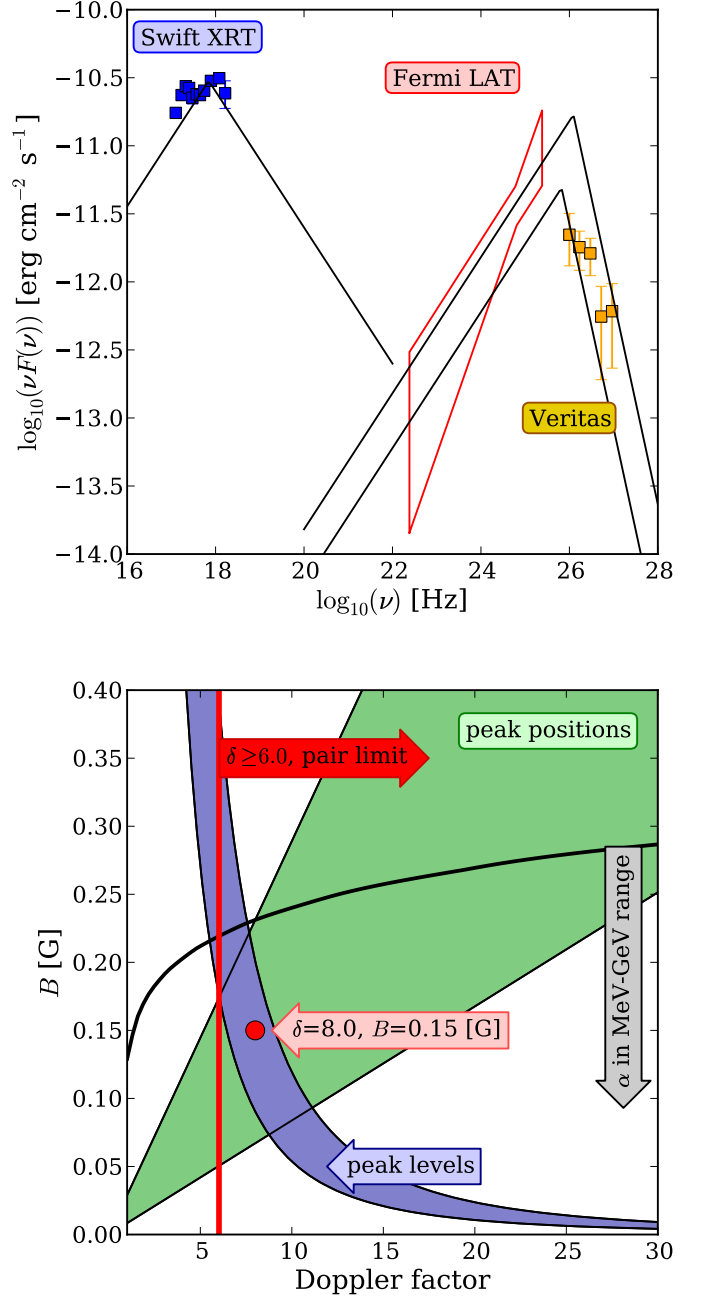 −10.0
−10.5
−11.0
−11.5
−12.0
−12.5
−13.0
−13.5
−14.0
log₁₀(νF(ν)) [erg cm⁻² s⁻¹]
Swift XRT
Fermi LAT
Veritas
16 18 20 22 24 26 28
log₁₀(ν) [Hz]
0.40
0.35
0.30
0.25
0.20
0.15
0.10
0.05
0.00
B [G]
peak positions
δ≥6.0, pair limit
α in MeV-GeV range
δ=8.0, B=0.15 [G]
peak levels
5 10 15 20 25 30
Doppler factor